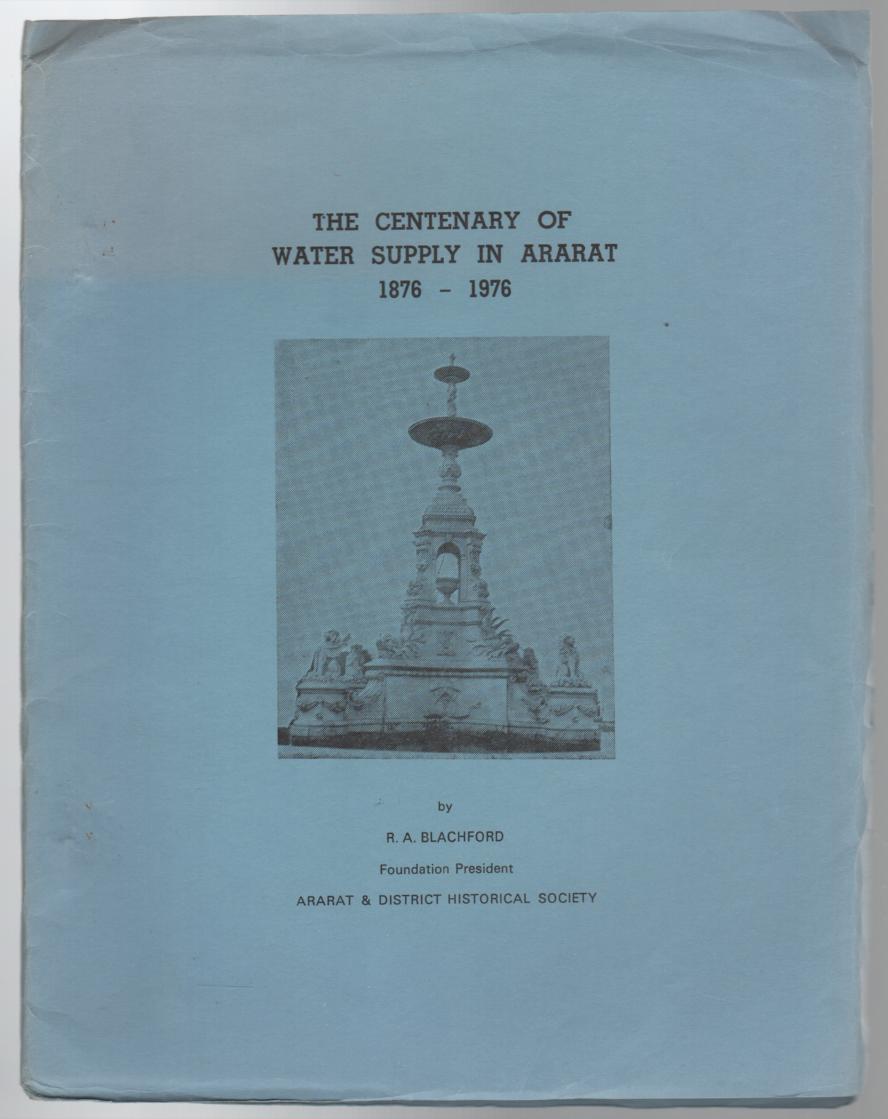 THE CENTENARY OF
WATER SUPPLY IN ARARAT
1876 – 1976
by
R. A. BLACHFORD
Foundation President
ARARAT & DISTRICT HISTORICAL SOCIETY